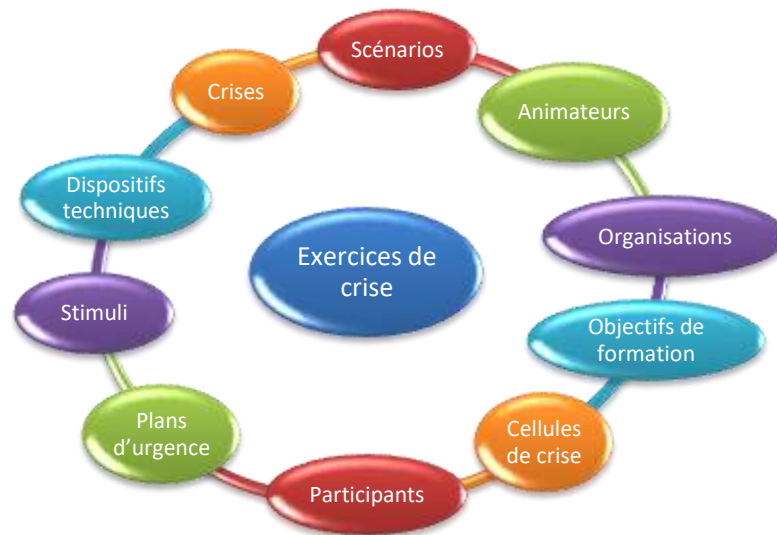 Scénarios
Crises
Animateurs
Dispositifs
techniques
Organisations
Exercices de
crise
Stimuli
Objectifs de
formation
Plans
d’urgence
Cellules
de crise
Participants